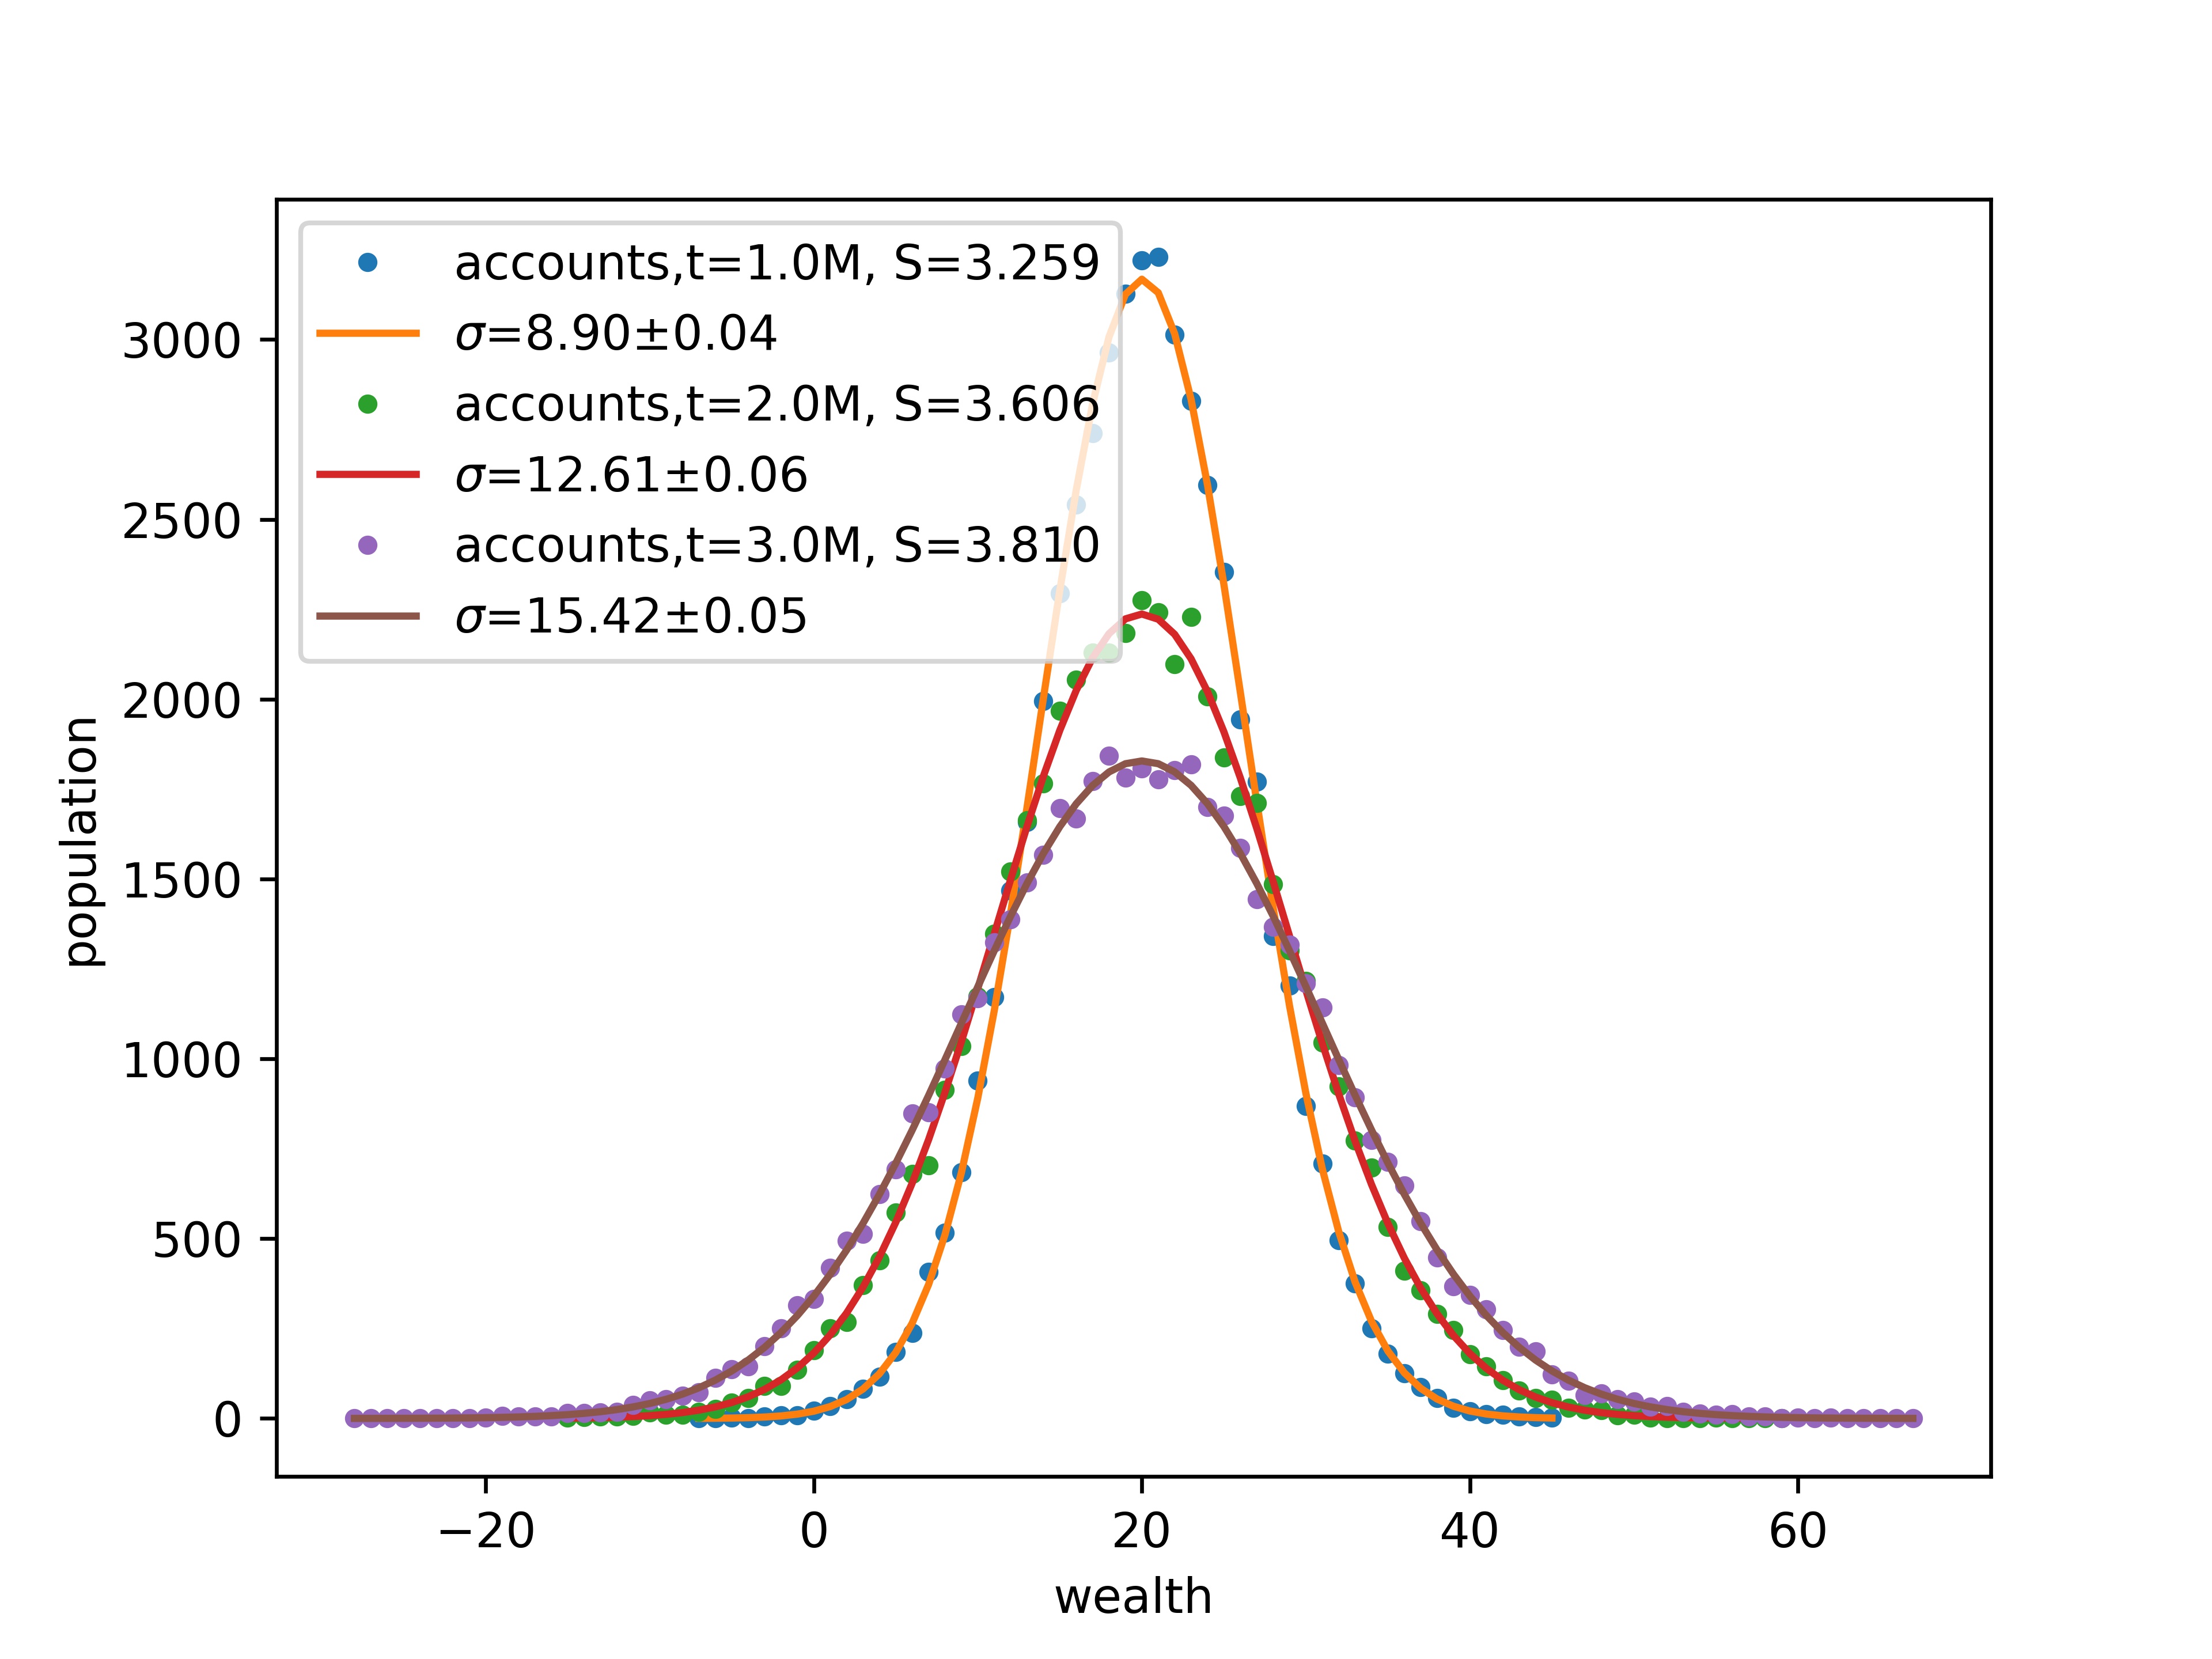 accounts,t=1.0M, S=3.259
σ=8.90±0.04
accounts,t=2.0M, S=3.606
σ=12.61±0.06
accounts,t=3.0M, S=3.810
σ=15.42±0.05
3000
2500
2000
1500
1000
500
0
population
−20 0 20 40 60
wealth